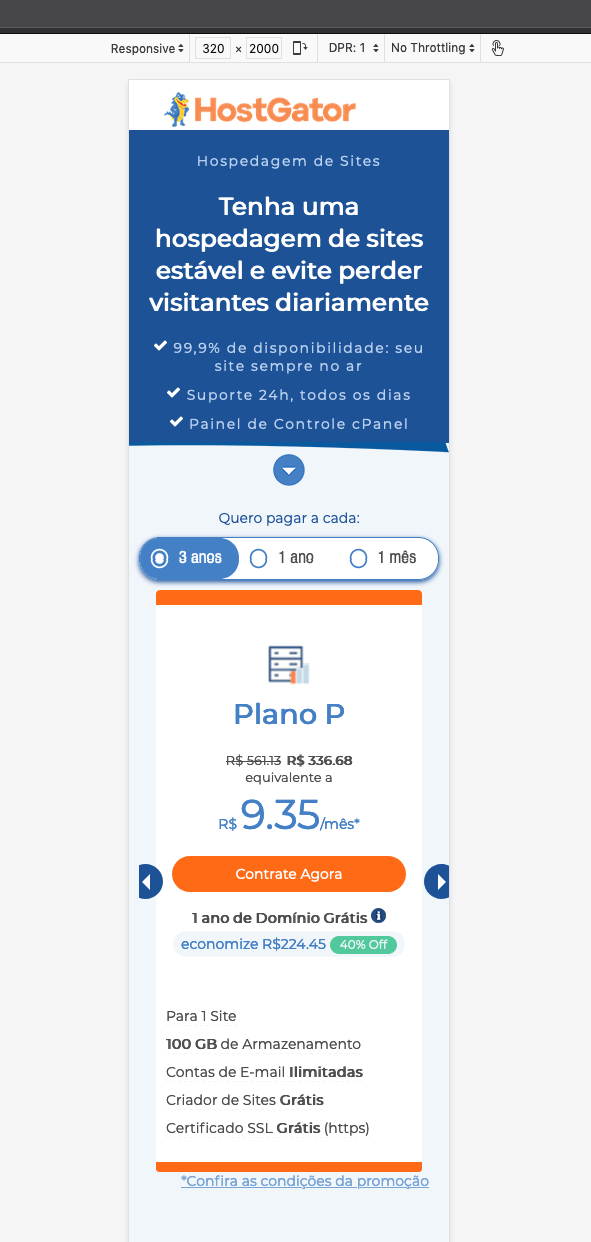 Responsive 320 × 2000 DPR: 1 No Throttling
HostGator
Hospedagem de Sites
Tenha uma
hospedagem de sites
estável e evite perder
visitantes diariamente
99,9% de disponibilidade: seu
site sempre no ar
Suporte 24h, todos os dias
Painel de Controle cPanel
Quero pagar a cada:
3 anos 1 ano 1 mês
Plano P
R$ 561.13 R$ 336.68
equivalente a
R$ 9.35/mês*
Contrate Agora
1 ano de Domínio Grátis
economize R$224.45 40% Off
Para 1 Site
100 GB de Armazenamento
Contas de E-mail Ilimitadas
Criador de Sites Grátis
Certificado SSL Grátis (https)
*Confira as condições da promoção